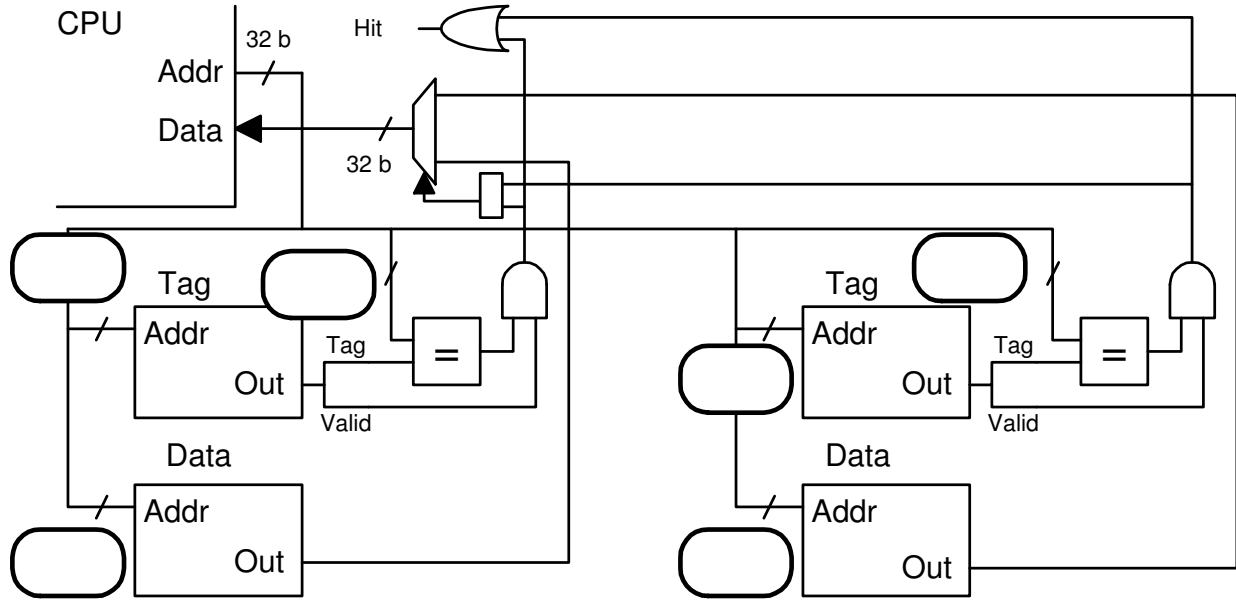 CPU
Hit
32 b
Addr
Data
32 b
Tag
Addr
Out
Tag
=
Valid
Data
Addr
Out
Tag
Addr
Out
Tag
=
Valid
Data
Addr
Out